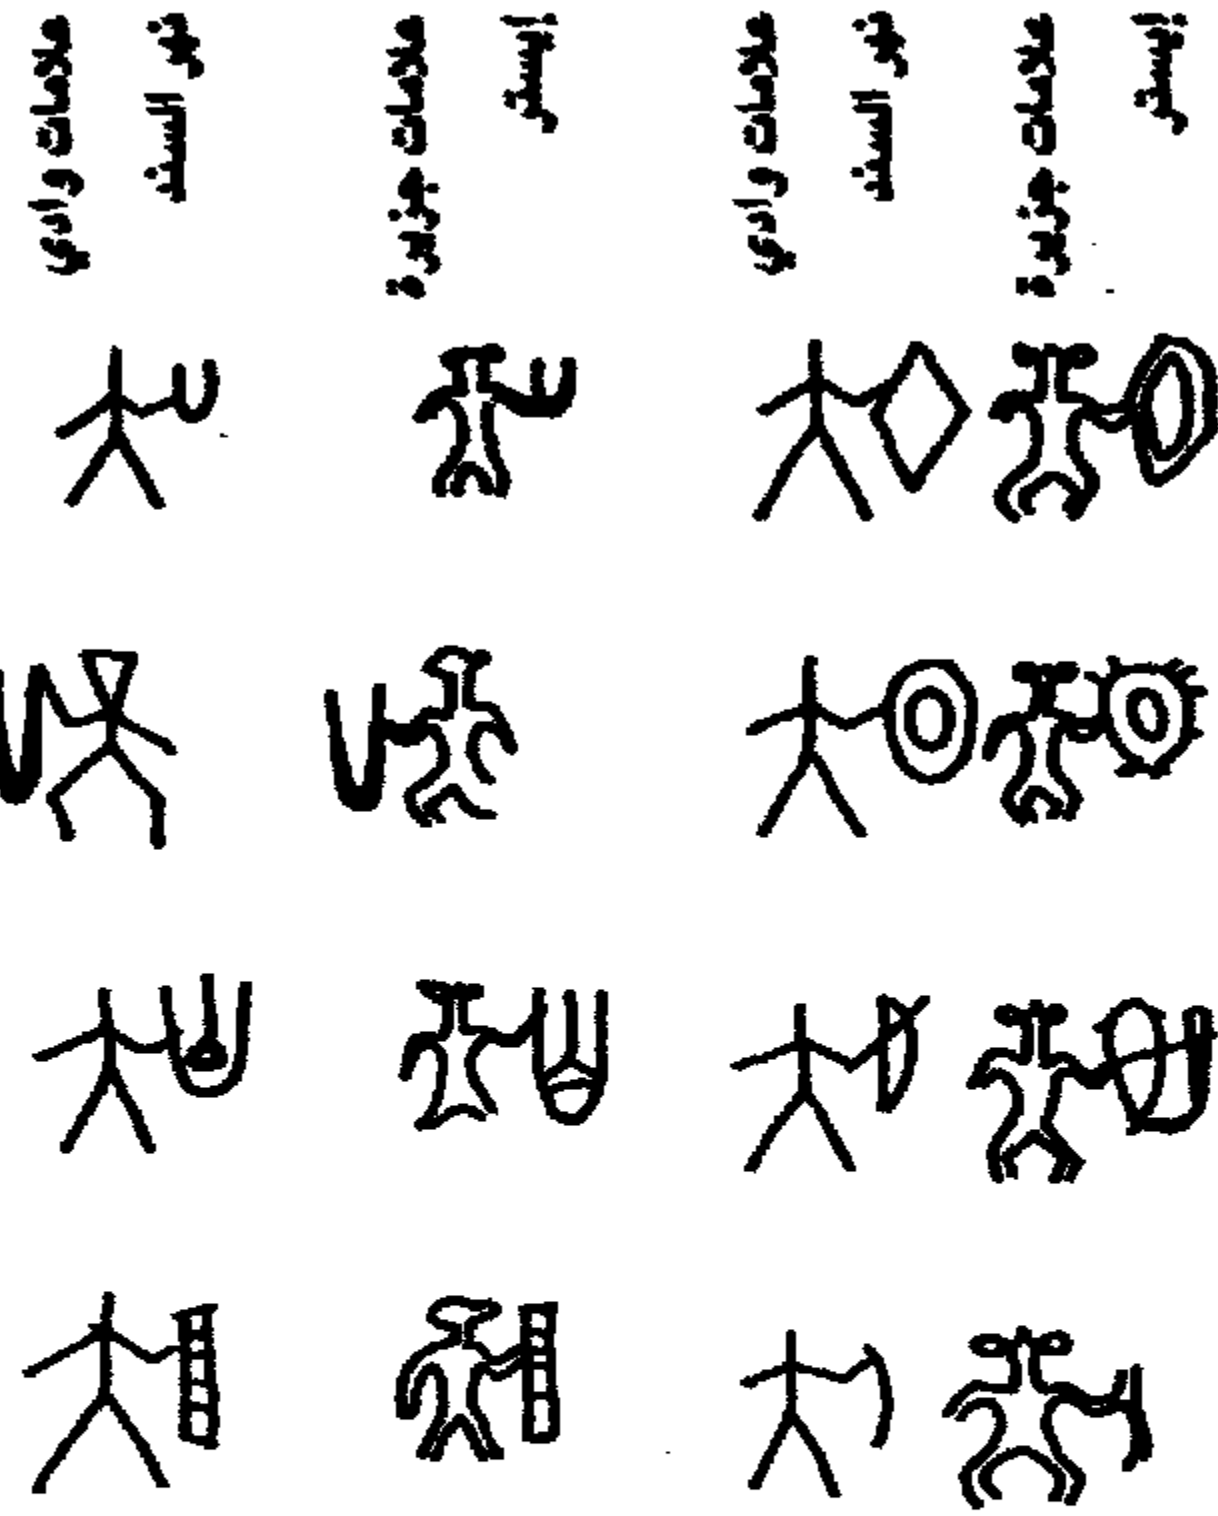 علامات وادي
نهر السند
علامات جزيرة
إيستر
علامات وادي
نهر السند
علامات جزيرة
إيستر